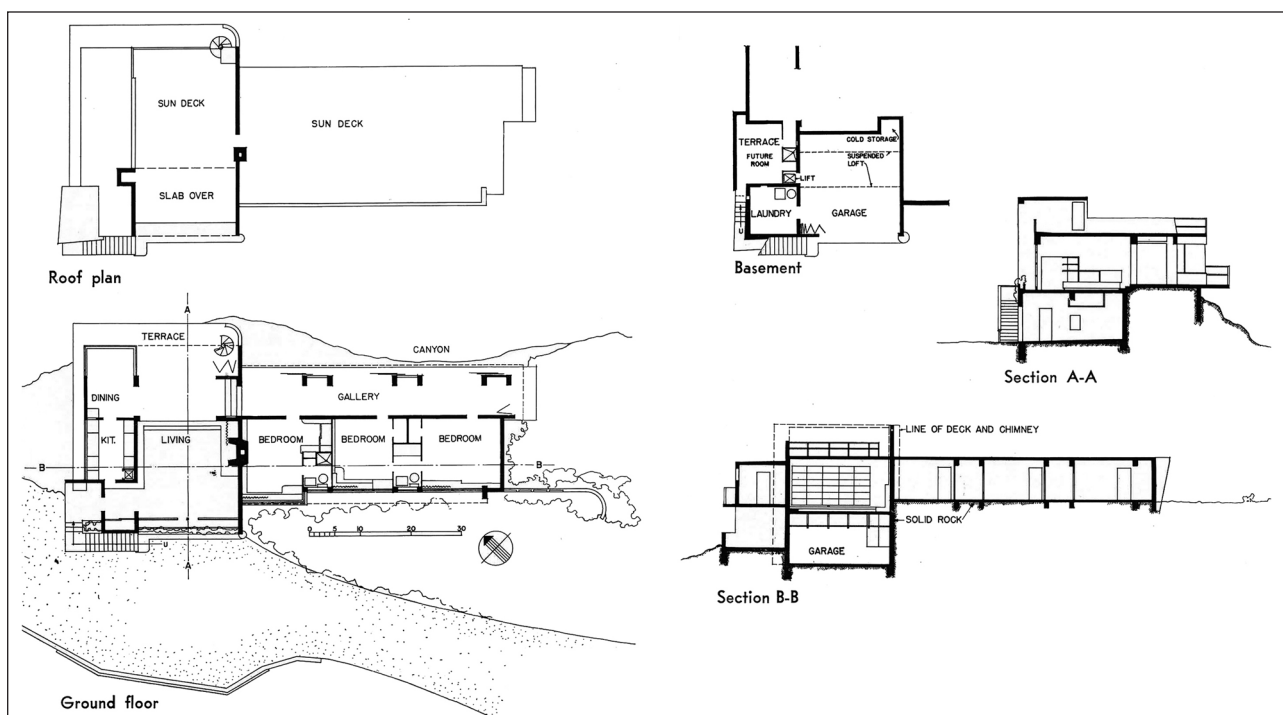 SUN DECK
SUN DECK
SLAB OVER
Roof plan
TERRACE
FUTURE
ROOM
COLD STORAGE
SUSPENDED
LOFT
LIFT
LAUNDRY
GARAGE
U
Basement
Section A-A
A
TERRACE
CANYON
DINING
GALLERY
KIT.
LIVING
BEDROOM
BEDROOM
BEDROOM
B
B
0 5 10 20 30
U
A
Ground floor
LINE OF DECK AND CHIMNEY
SOLID ROCK
GARAGE
Section B-B